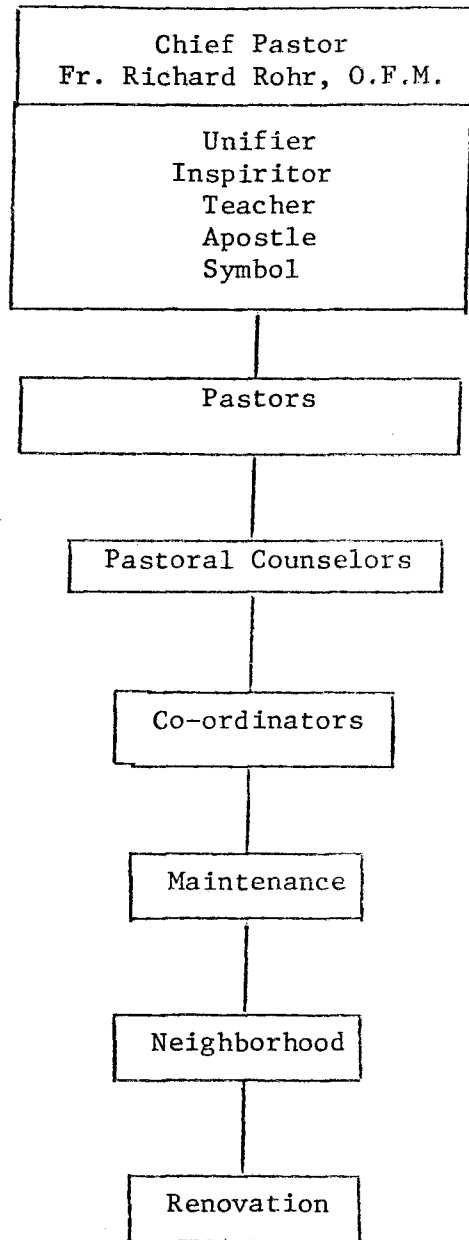 Chief Pastor
Fr. Richard Rohr, O.F.M.
Unifier
Inspiritor
Teacher
Apostle
Symbol
Pastors
Pastoral Counselors
Co-ordinators
Maintenance
Neighborhood
Renovation